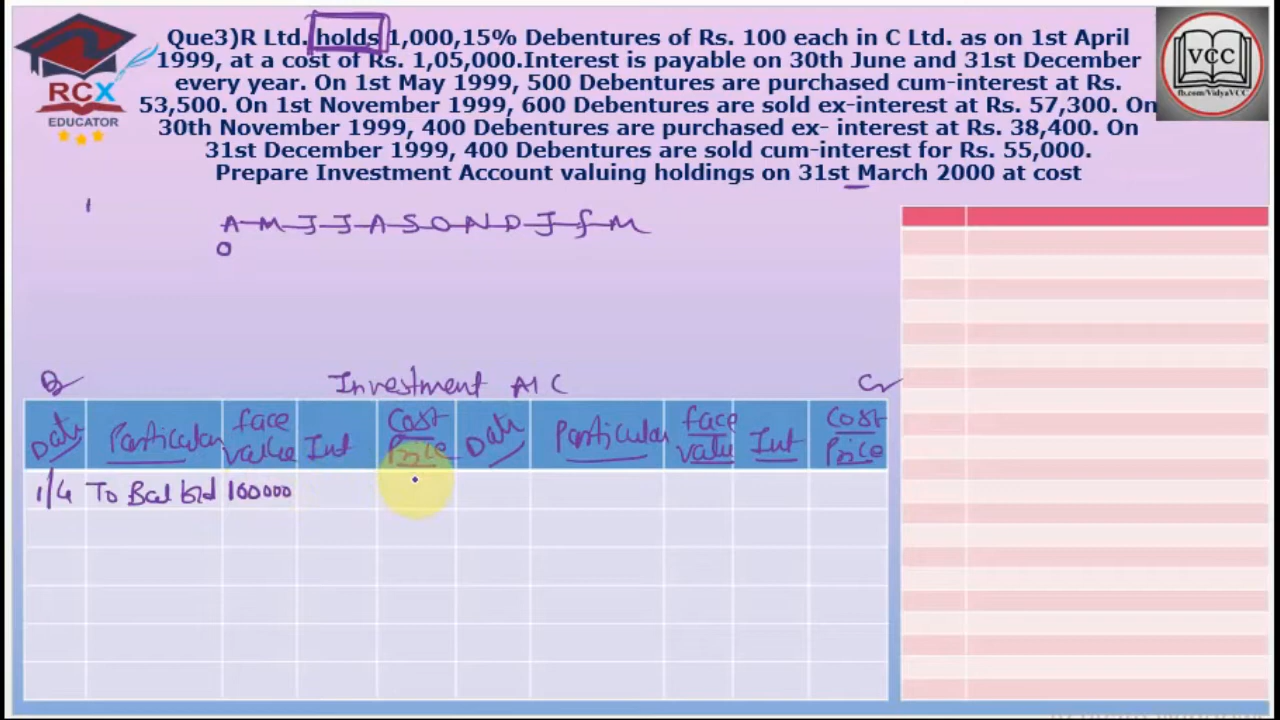 Que3)R Ltd. holds 1,000,15% Debentures of Rs. 100 each in C Ltd. as on 1st April
1999, at a cost of Rs. 1,05,000.Interest is payable on 30th June and 31st December
every year. On 1st May 1999, 500 Debentures are purchased cum-interest at Rs.
53,500. On 1st November 1999, 600 Debentures are sold ex-interest at Rs. 57,300. On
30th November 1999, 400 Debentures are purchased ex- interest at Rs. 38,400. On
31st December 1999, 400 Debentures are sold cum-interest for Rs. 55,000.
Prepare Investment Account valuing holdings on 31st March 2000 at cost
RCX
EDUCATOR
VCC
fb.com/VidyaVCC
A M J J A S O N D J F M
O
Dr Investment A/C Cr
Date Particular face value Int Cost Price Date Particular face value Int Cost Price
1/4 To Bal b/d 100000